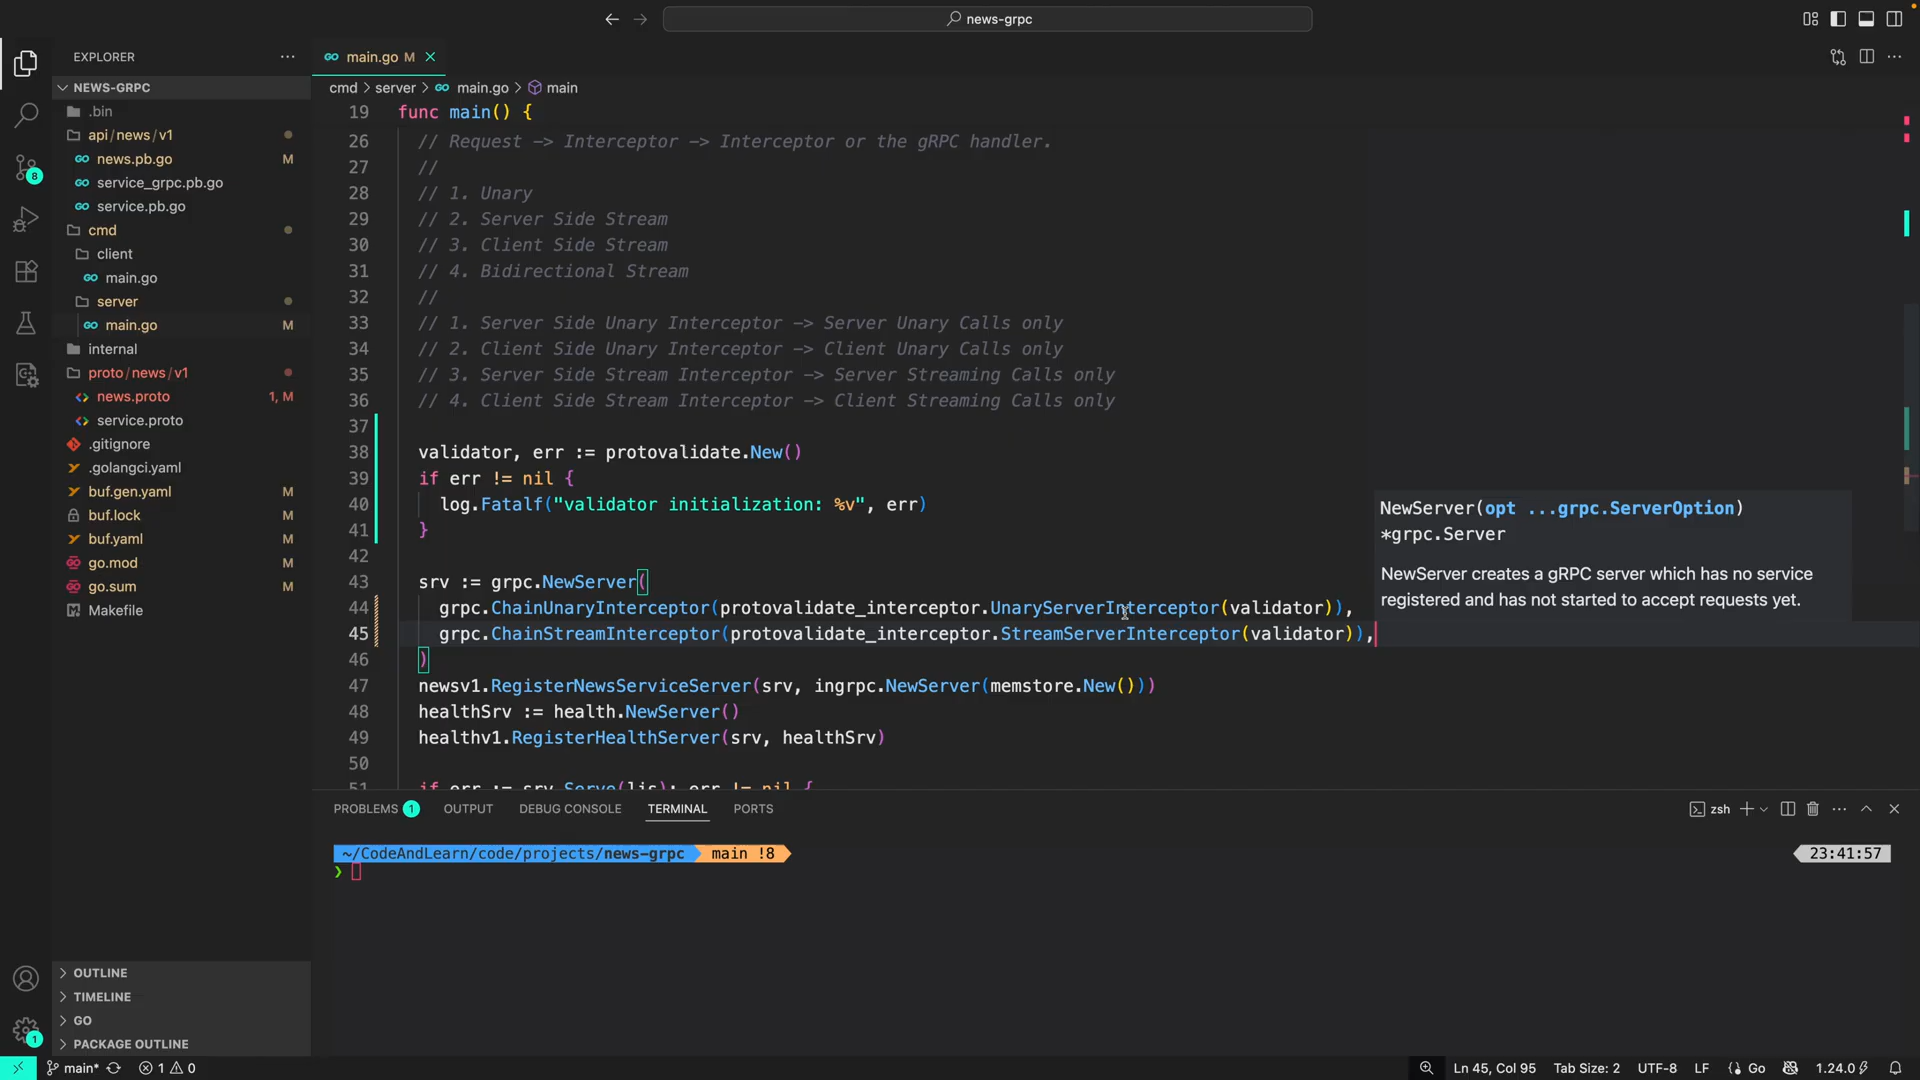 news-grpc
EXPLORER
main.go M
NEWS-GRPC
cmd > server > main.go > main
.bin
api/news/v1
news.pb.go M
service_grpc.pb.go
service.pb.go
cmd
client
main.go
server
main.go M
internal
proto/news/v1
news.proto 1, M
service.proto
.gitignore
.golangci.yaml
buf.gen.yaml M
buf.lock M
buf.yaml M
go.mod M
go.sum M
Makefile
8
19 func main() {
26 // Request -> Interceptor -> Interceptor or the gRPC handler.
27 //
28 // 1. Unary
29 // 2. Server Side Stream
30 // 3. Client Side Stream
31 // 4. Bidirectional Stream
32 //
33 // 1. Server Side Unary Interceptor -> Server Unary Calls only
34 // 2. Client Side Unary Interceptor -> Client Unary Calls only
35 // 3. Server Side Stream Interceptor -> Server Streaming Calls only
36 // 4. Client Side Stream Interceptor -> Client Streaming Calls only
37
38 validator, err := protovalidate.New()
39 if err != nil {
40 log.Fatalf("validator initialization: %v", err)
41 }
42
43 srv := grpc.NewServer(
44 grpc.ChainUnaryInterceptor(protovalidate_interceptor.UnaryServerInterceptor(validator)),
45 grpc.ChainStreamInterceptor(protovalidate_interceptor.StreamServerInterceptor(validator)),
46 )
47 newsv1.RegisterNewsServiceServer(srv, ingrpc.NewServer(memstore.New()))
48 healthSrv := health.NewServer()
49 healthv1.RegisterHealthServer(srv, healthSrv)
50
51 if err := srv.Serve(lis); err != nil {
NewServer(opt ...grpc.ServerOption)
*grpc.Server
NewServer creates a gRPC server which has no service
registered and has not started to accept requests yet.
PROBLEMS 1 OUTPUT DEBUG CONSOLE TERMINAL PORTS
zsh
~/CodeAndLearn/code/projects/news-grpc main !8
23:41:57
❯
OUTLINE
TIMELINE
GO
PACKAGE OUTLINE
1
main* 1 0
Ln 45, Col 95 Tab Size: 2 UTF-8 LF Go 1.24.0